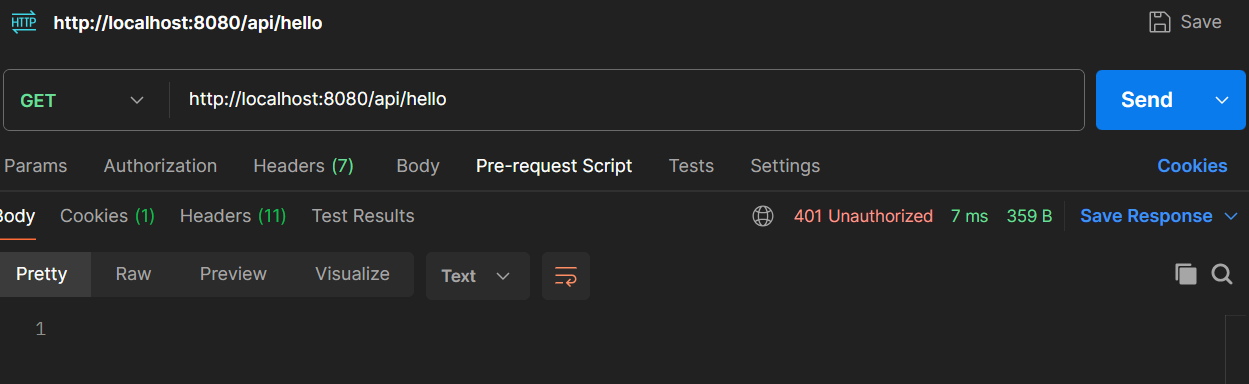 HTTP http://localhost:8080/api/hello Save
GET http://localhost:8080/api/hello Send
Params Authorization Headers (7) Body Pre-request Script Tests Settings Cookies
Body Cookies (1) Headers (11) Test Results 401 Unauthorized 7 ms 359 B Save Response
Pretty Raw Preview Visualize Text
1